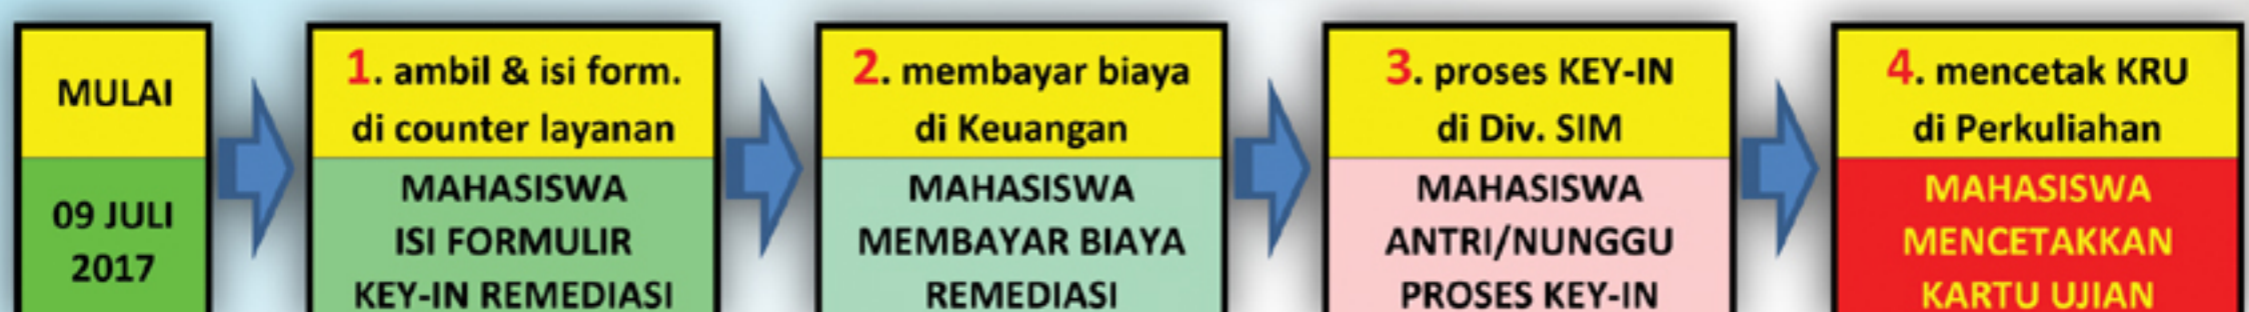 MULAI
09 JULI
2017
1. ambil & isi form.
di counter layanan
MAHASISWA
ISI FORMULIR
KEY-IN REMEDIASI
2. membayar biaya
di Keuangan
MAHASISWA
MEMBAYAR BIAYA
REMEDIASI
3. proses KEY-IN
di Div. SIM
MAHASISWA
ANTRI/NUNGGU
PROSES KEY-IN
4. mencetak KRU
di Perkuliahan
MAHASISWA
MENCETAKKAN
KARTU UJIAN